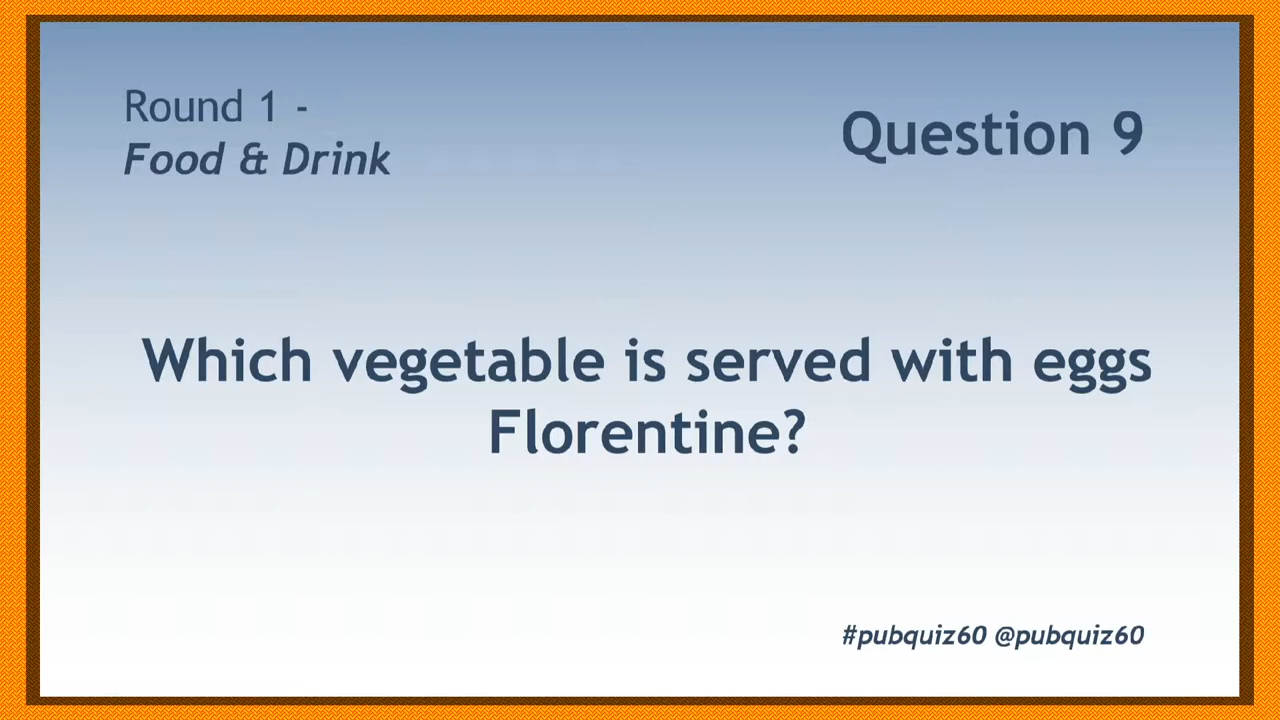 Round 1 -
Food & Drink
Question 9
Which vegetable is served with eggs
Florentine?
#pubquiz60 @pubquiz60